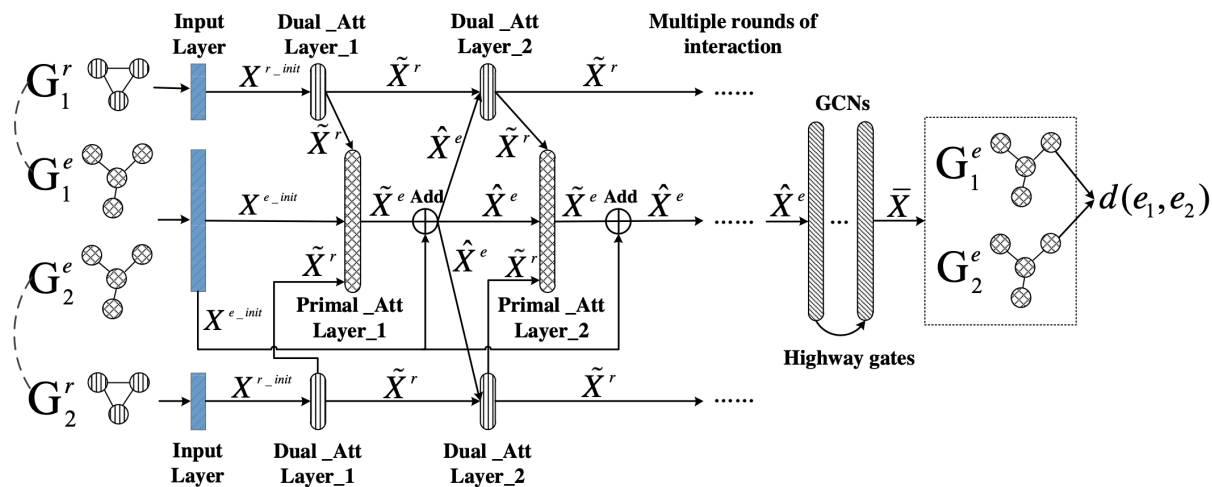 Input
Layer
Dual _Att
Layer_1
Dual _Att
Layer_2
Multiple rounds of
interaction
G₁ʳ
X^{r_init}
X̃ʳ
X̃ʳ
......
X̃ʳ
X̂ᵉ
X̃ʳ
GCNs
G₁ᵉ
X^{e_init}
X̃ᵉ
Add
X̂ᵉ
X̃ᵉ
Add
X̂ᵉ
......
X̂ᵉ
...
X̄
G₁ᵉ
d(e₁,e₂)
G₂ᵉ
X̃ʳ
X̂ᵉ
X̃ʳ
G₂ᵉ
X^{e_init}
Primal _Att
Layer_1
Primal _Att
Layer_2
Highway gates
G₂ʳ
X^{r_init}
X̃ʳ
X̃ʳ
......
Input
Layer
Dual _Att
Layer_1
Dual _Att
Layer_2